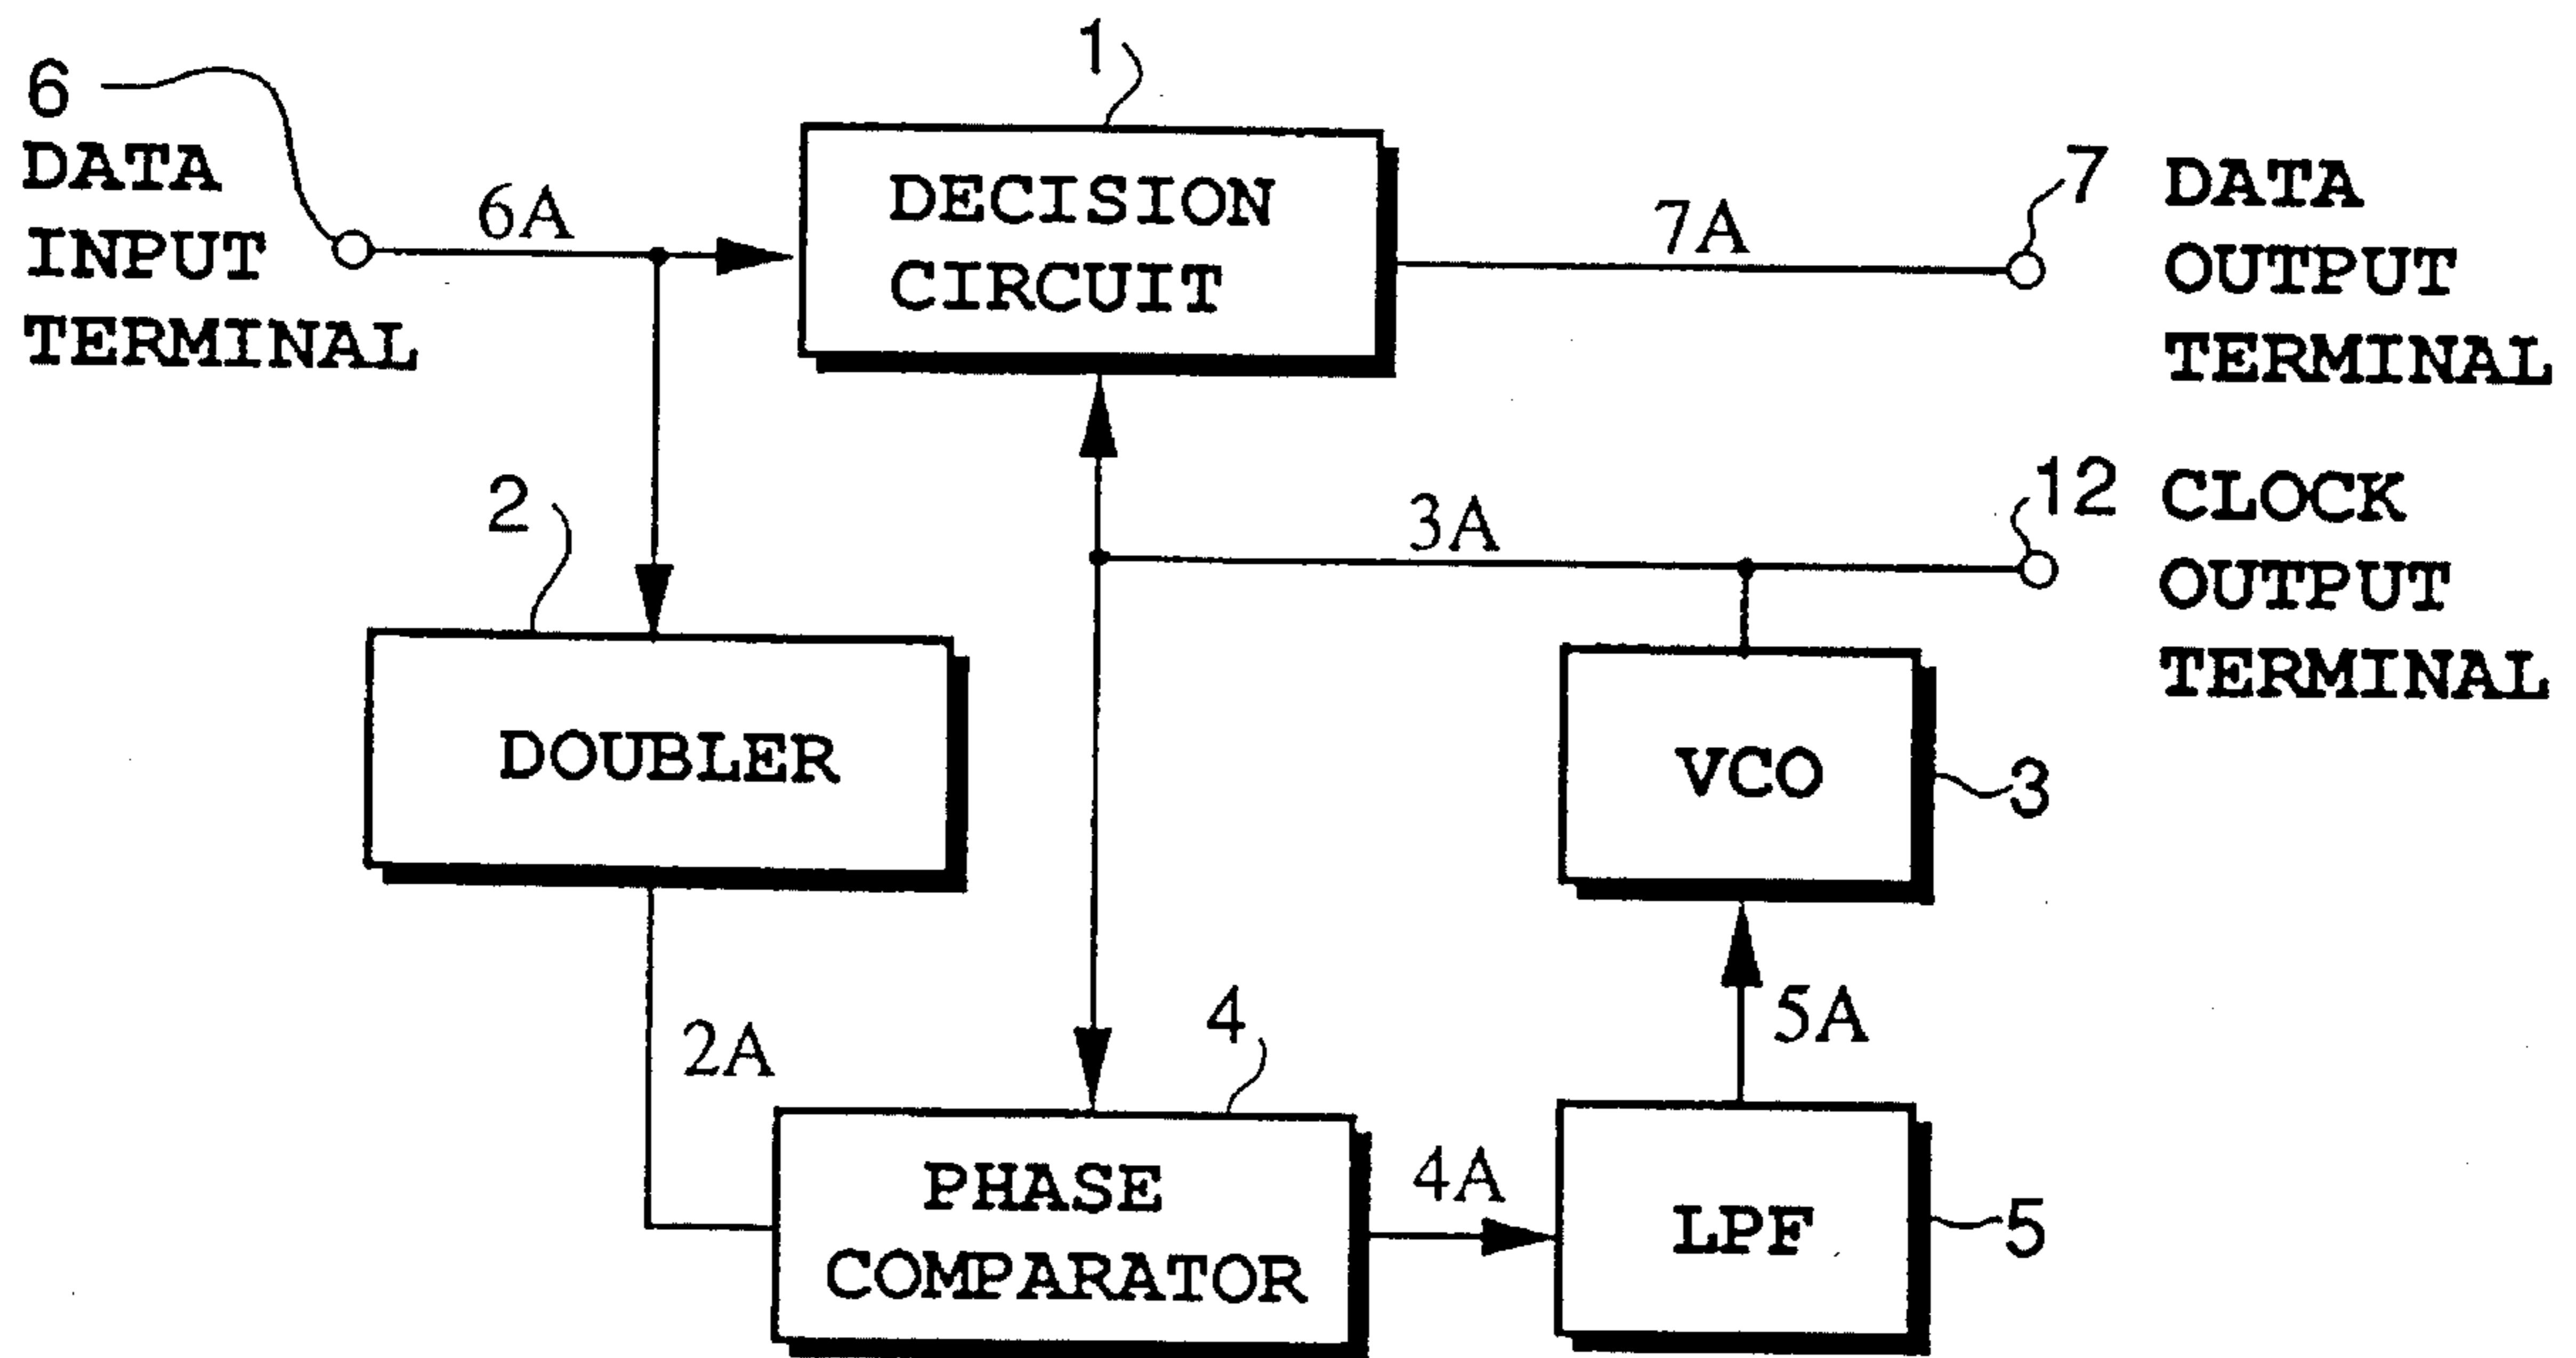 6
DATA
INPUT
TERMINAL
6A
1
DECISION
CIRCUIT
7A
7
DATA
OUTPUT
TERMINAL
2
DOUBLER
3A
12
CLOCK
OUTPUT
TERMINAL
VCO
3
2A
4
PHASE
COMPARATOR
4A
5A
LPF
5